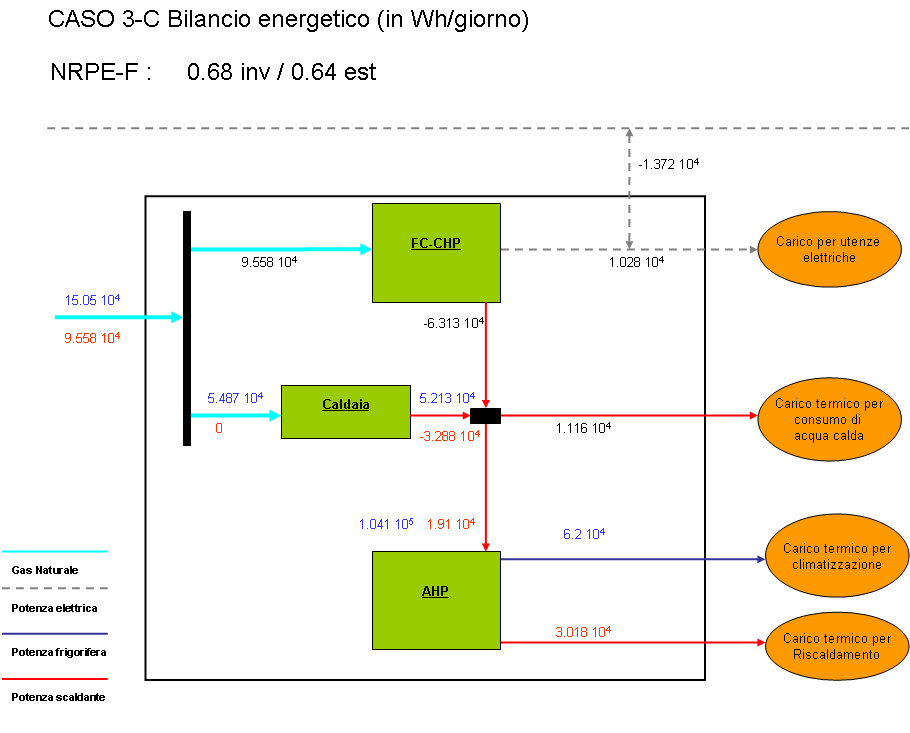 CASO 3-C Bilancio energetico (in Wh/giorno)
NRPE-F : 0.68 inv / 0.64 est
-1.372 10⁴
FC-CHP
Carico per utenze
elettriche
9.558 10⁴
1.028 10⁴
15.05 10⁴
9.558 10⁴
-6.313 10⁴
5.487 10⁴
0
Caldaia
5.213 10⁴
-3.288 10⁴
1.116 10⁴
Carico termico per
consumo di
acqua calda
1.041 10⁵
1.91 10⁴
AHP
6.2 10⁴
Carico termico per
climatizzazione
3.018 10⁴
Carico termico per
Riscaldamento
Gas Naturale
Potenza elettrica
Potenza frigorifera
Potenza scaldante